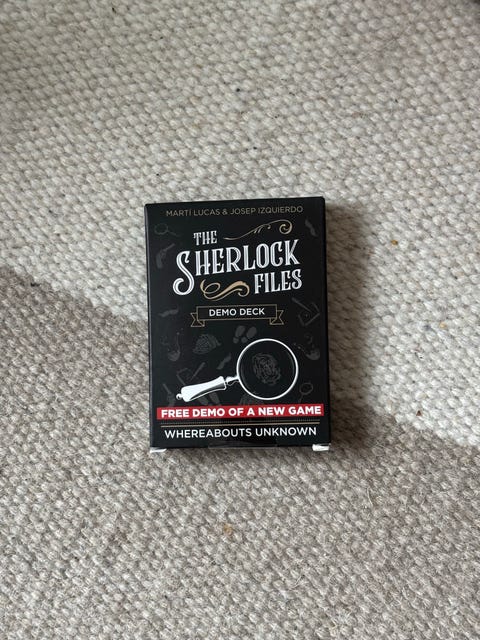 MARTÍ LUCAS & JOSEP IZQUIERDO
THE
SHERLOCK
FILES
DEMO DECK
FREE DEMO OF A NEW GAME
WHEREABOUTS UNKNOWN